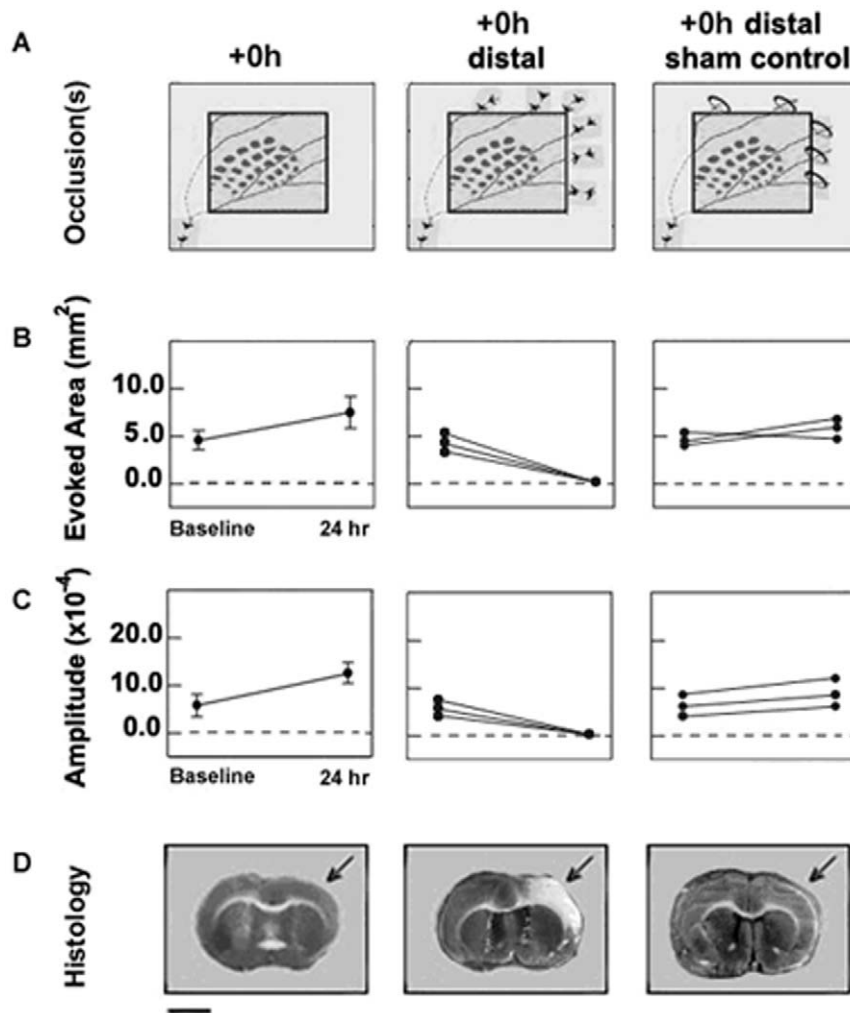 A
Occlusion(s)
+0h
+0h
distal
+0h distal
sham control
B
Evoked Area (mm²)
10.0
5.0
0.0
Baseline 24 hr
C
Amplitude (x10⁻⁴)
20.0
10.0
0.0
Baseline 24 hr
D
Histology